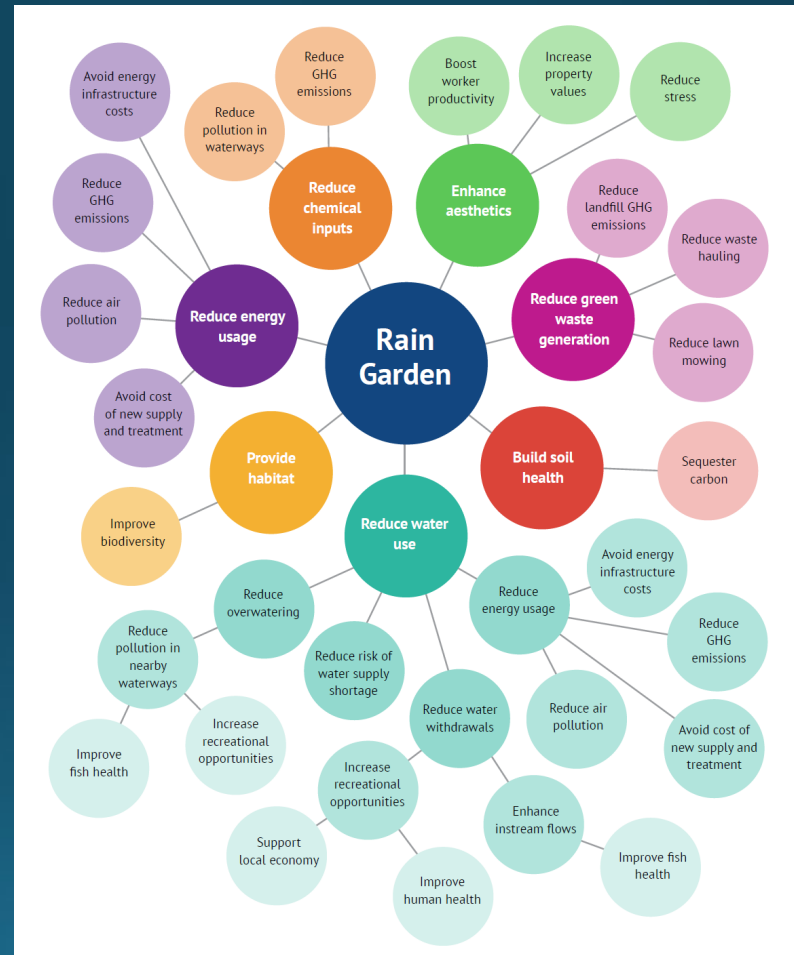 Avoid energy
infrastructure
costs
Reduce
pollution in
waterways
Reduce
GHG
emissions
Boost
worker
productivity
Increase
property
values
Reduce
stress
Reduce
GHG
emissions
Reduce
chemical
inputs
Enhance
aesthetics
Reduce
landfill GHG
emissions
Reduce waste
hauling
Reduce air
pollution
Reduce energy
usage
Rain
Garden
Reduce green
waste
generation
Reduce lawn
mowing
Avoid cost
of new supply
and treatment
Provide
habitat
Build soil
health
Sequester
carbon
Improve
biodiversity
Reduce water
use
Reduce
overwatering
Reduce
energy usage
Avoid energy
infrastructure
costs
Reduce
pollution in
nearby
waterways
Reduce risk of
water supply
shortage
Reduce
GHG
emissions
Reduce water
withdrawals
Reduce air
pollution
Avoid cost of
new supply and
treatment
Improve
fish health
Increase
recreational
opportunities
Increase
recreational
opportunities
Enhance
instream flows
Support
local economy
Improve
human health
Improve fish
health